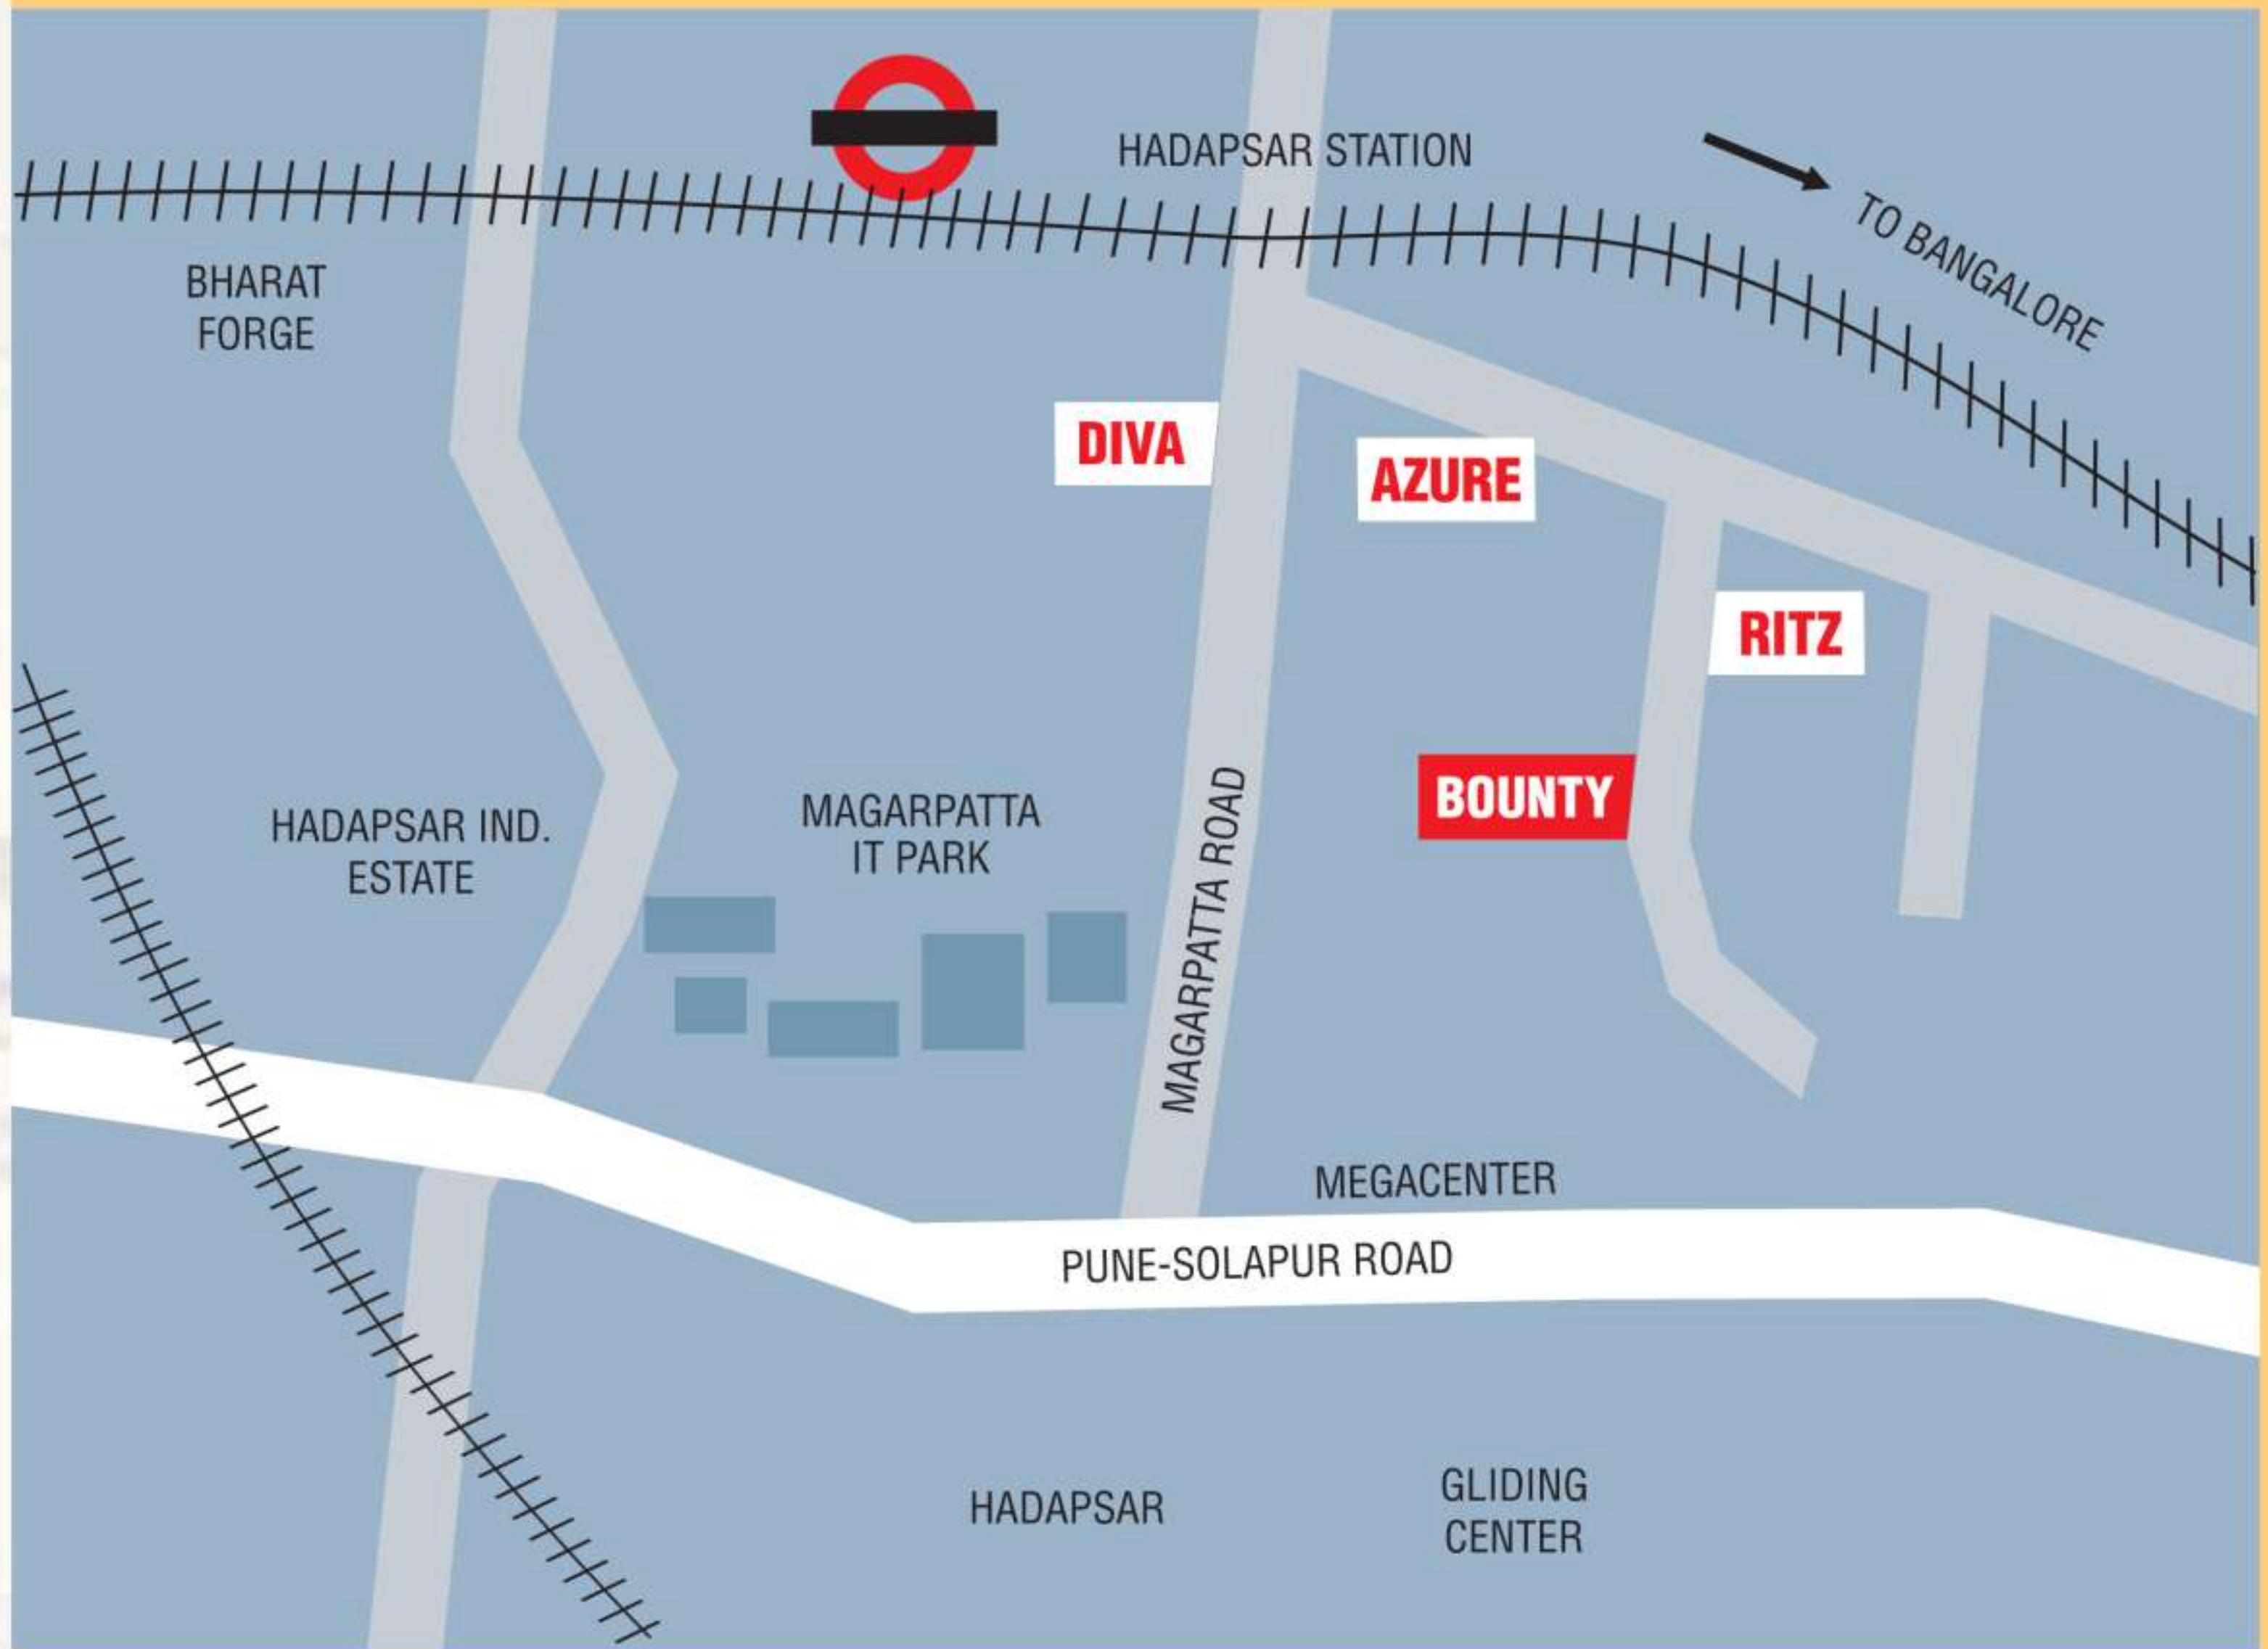 HADAPSAR STATION
TO BANGALORE
BHARAT
FORGE
DIVA
AZURE
RITZ
BOUNTY
HADAPSAR IND.
ESTATE
MAGARPATTA
IT PARK
MAGARPATTA ROAD
MEGACENTER
PUNE-SOLAPUR ROAD
HADAPSAR
GLIDING
CENTER